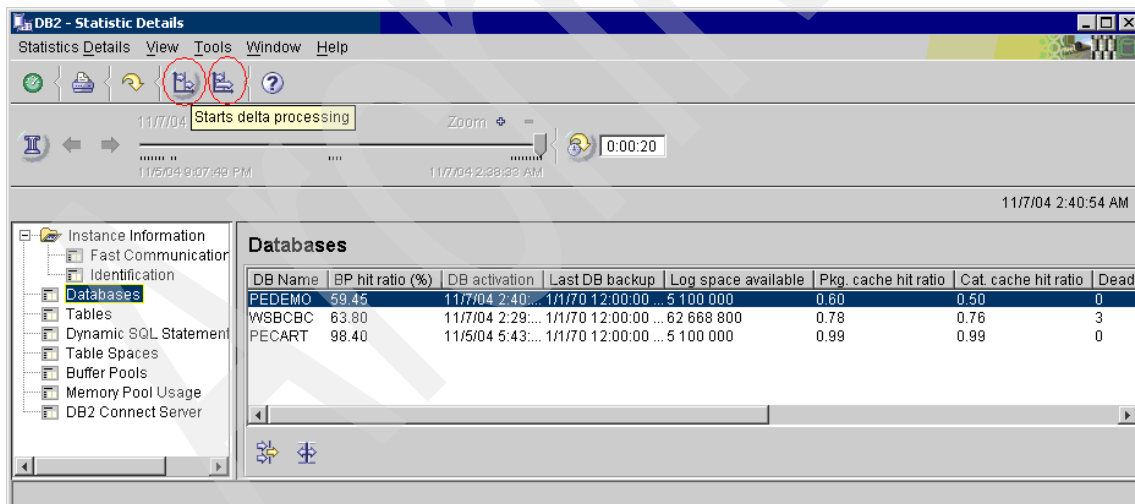 DB2 - Statistic Details
Statistics Details View Tools Window Help
Starts delta processing
11/7/04
Zoom
0:00:20
11/5/04 9:07:49 PM
11/7/04 2:38:33 AM
11/7/04 2:40:54 AM
Instance Information
Fast Communication
Identification
Databases
Tables
Dynamic SQL Statement
Table Spaces
Buffer Pools
Memory Pool Usage
DB2 Connect Server
Databases
DB Name BP hit ratio (%) DB activation Last DB backup Log space available Pkg. cache hit ratio Cat. cache hit ratio Dead
PEDEMO 59.45 11/7/04 2:40:... 1/1/70 12:00:00 ... 5 100 000 0.60 0.50 0
WSBCBC 63.80 11/7/04 2:29:... 1/1/70 12:00:00 ... 62 668 800 0.78 0.76 3
PECART 98.40 11/5/04 5:43:... 1/1/70 12:00:00 ... 5 100 000 0.99 0.99 0